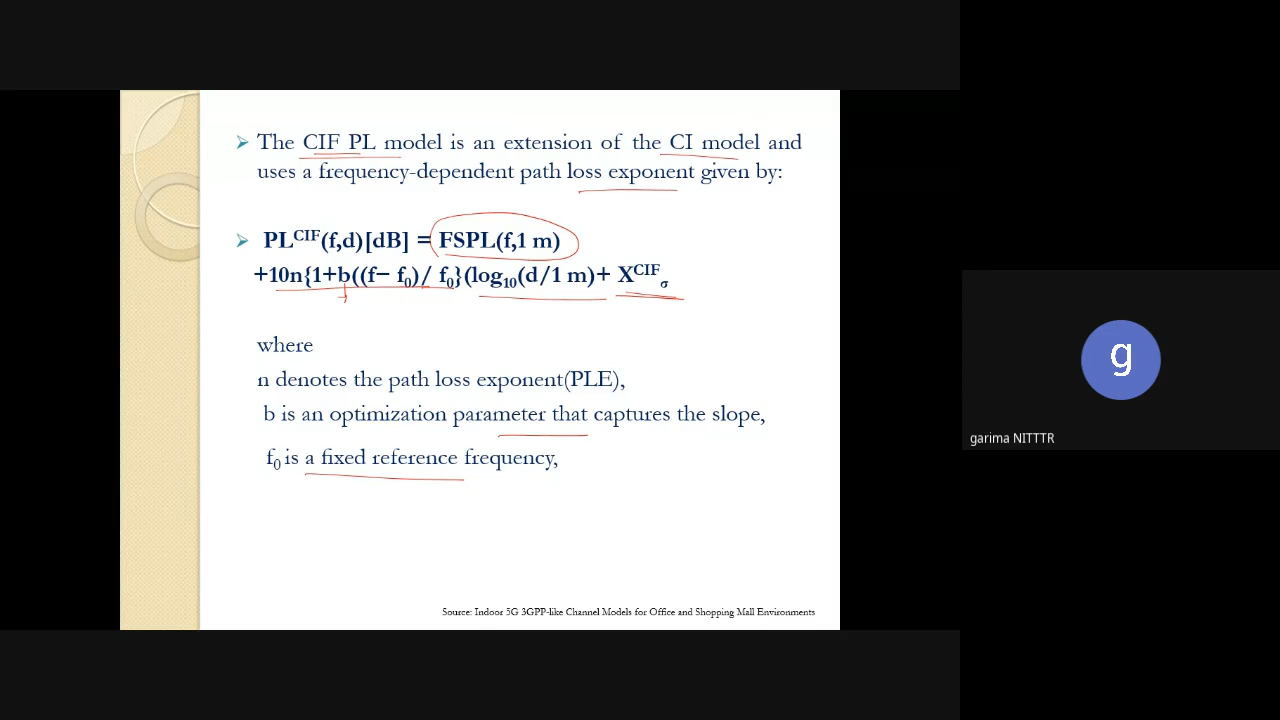 The CIF PL model is an extension of the CI model and
uses a frequency-dependent path loss exponent given by:
PL^CIF(f,d)[dB] = FSPL(f,1 m)
+10n{1+b((f− f₀)/ f₀}(log₁₀(d/1 m)+ X^CIF_σ
where
n denotes the path loss exponent(PLE),
b is an optimization parameter that captures the slope,
f₀ is a fixed reference frequency,
Source: Indoor 5G 3GPP-like Channel Models for Office and Shopping Mall Environments
g
garima NITTTR